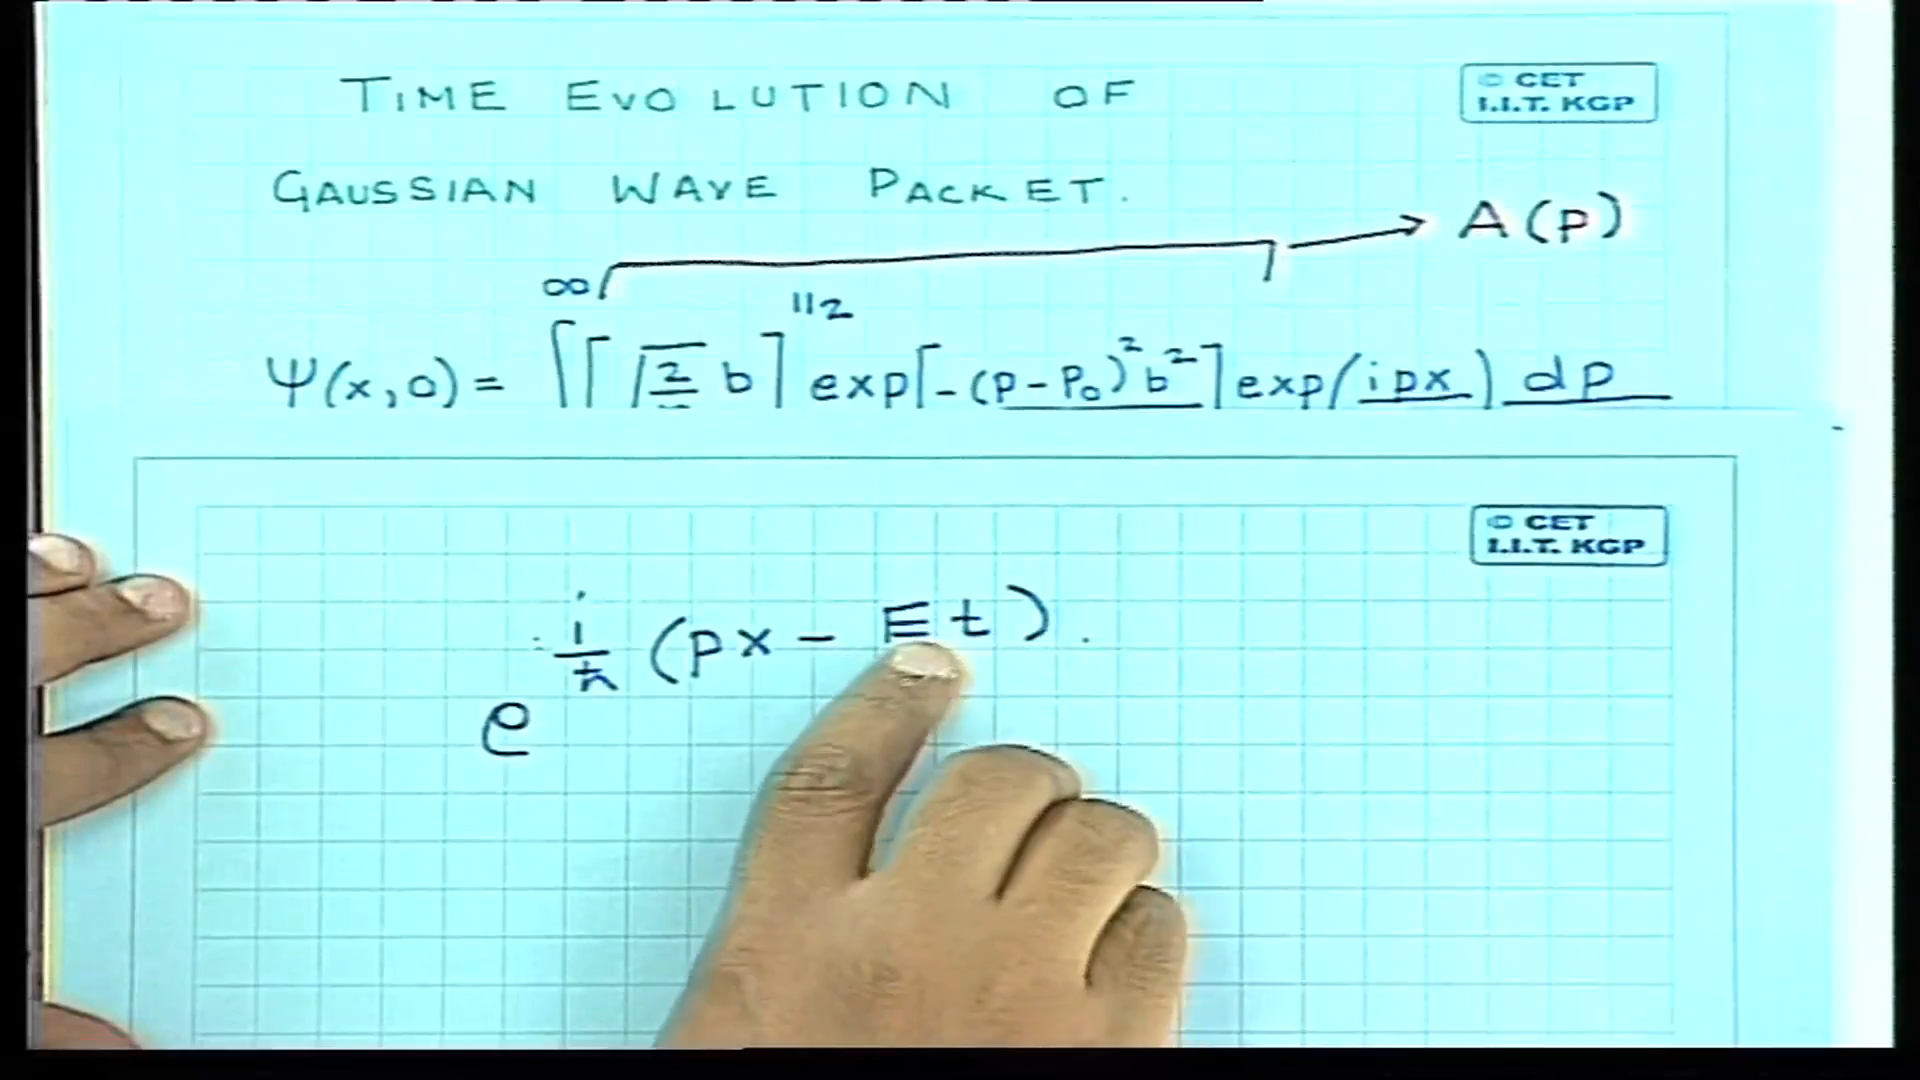 TIME EVOLUTION OF
© CET
I.I.T. KGP
GAUSSIAN WAVE PACKET.
A(p)
∞
1/2
Ψ(x,0) = ∫[√2 b] exp[-(p-p₀)²b²] exp(ipx) dp
© CET
I.I.T. KGP
e^{i/ħ (px - Et)}.